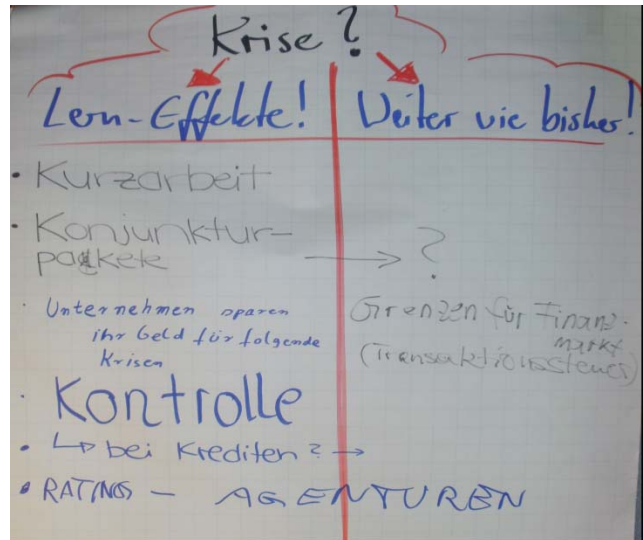 Krise?
Lern-Effekte!
Weiter wie bisher!
• Kurzarbeit
• Konjunktur-
pakete
→ ?
• Unternehmen sparen
ihr Geld für folgende
Krisen
Grenzen für Finanz-
markt
(Transaktionssteuer)
• Kontrolle
• ↳ bei Krediten? →
• RATINGS - AGENTUREN